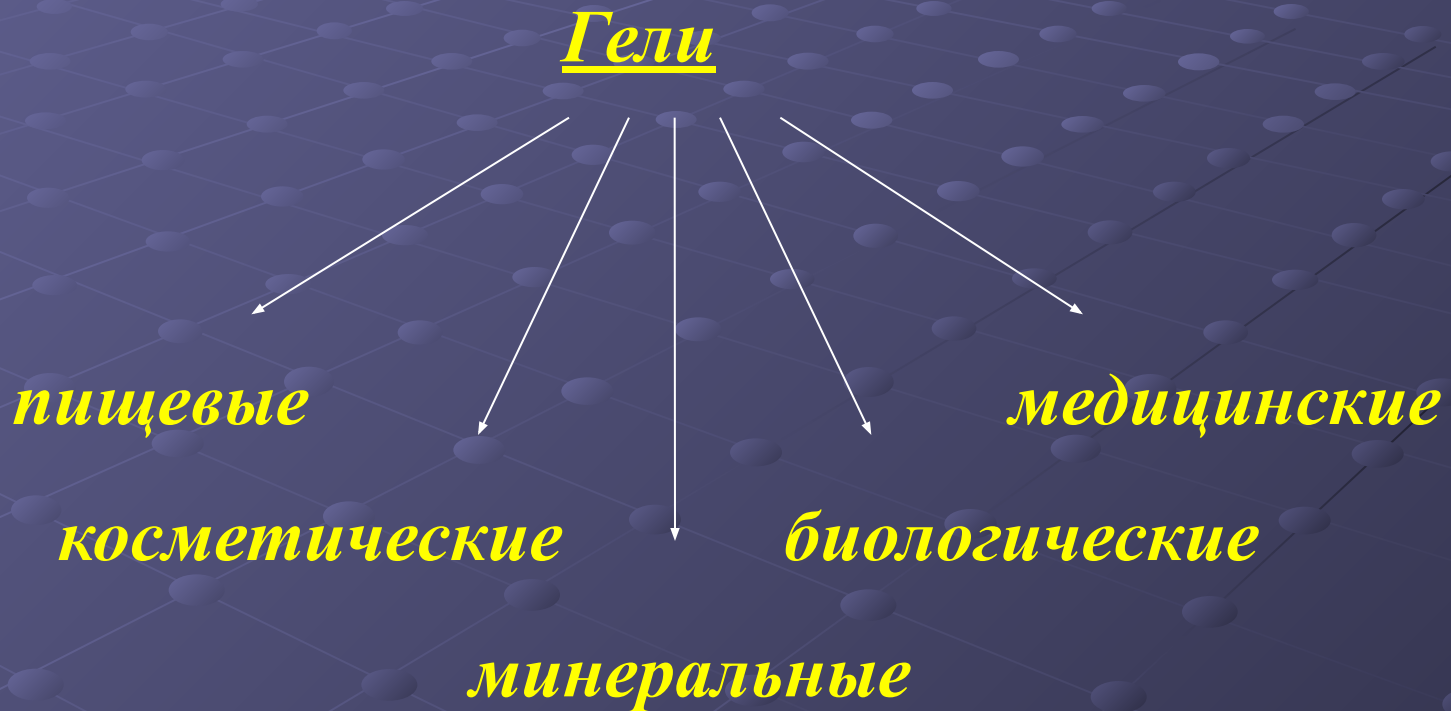 Гели
пищевые
медицинские
косметические
биологические
минеральные